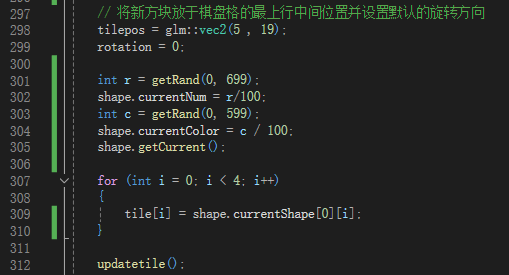 297 // 将新方块放于棋盘格的最上行中间位置并设置默认的旋转方向
298 tilepos = glm::vec2(5 , 19);
299 rotation = 0;
300
301 int r = getRand(0, 699);
302 shape.currentNum = r/100;
303 int c = getRand(0, 599);
304 shape.currentColor = c / 100;
305 shape.getCurrent();
306
307 for (int i = 0; i < 4; i++)
308 {
309 tile[i] = shape.currentShape[0][i];
310 }
311
312 updatetile();